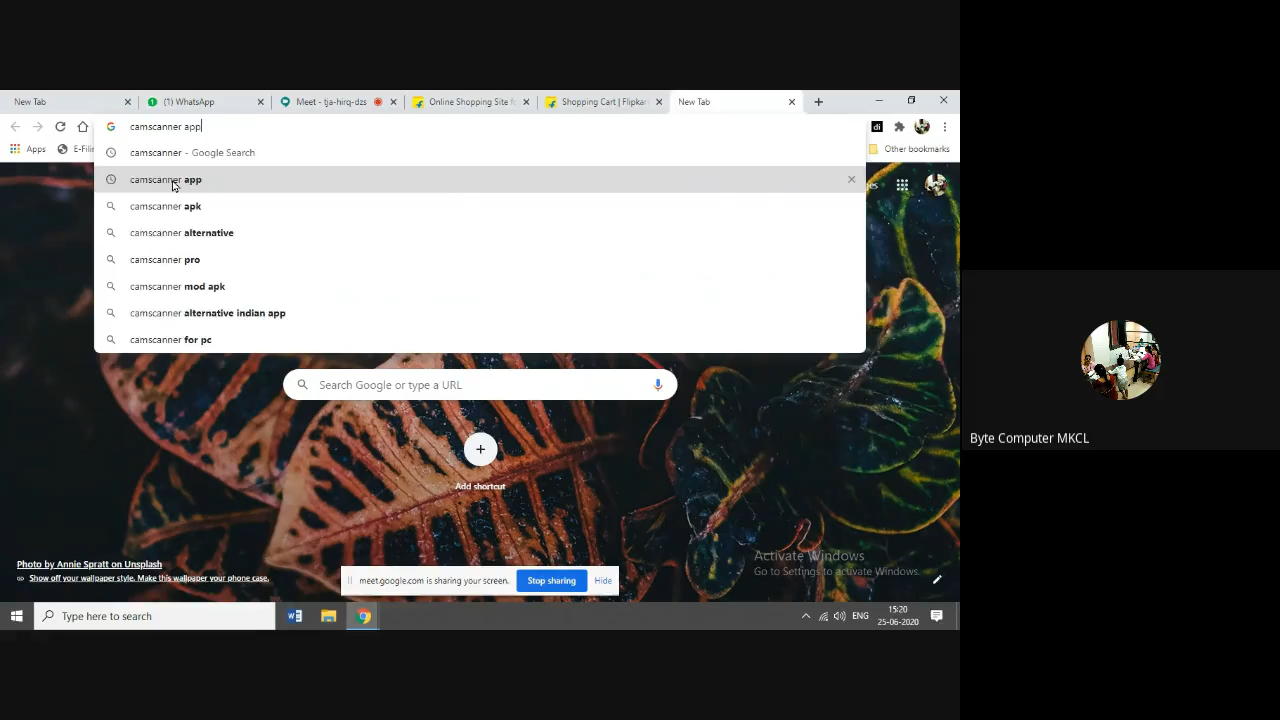 New Tab
(1) WhatsApp
Meet - tja-hirq-dzs
Online Shopping Site fo
Shopping Cart | Flipkar
New Tab
camscanner app
Apps
E-Filin
di
Other bookmarks
camscanner - Google Search
camscanner app
camscanner apk
camscanner alternative
camscanner pro
camscanner mod apk
camscanner alternative indian app
camscanner for pc
Search Google or type a URL
Add shortcut
Photo by Annie Spratt on Unsplash
Show off your wallpaper style. Make this wallpaper your phone case.
Activate Windows
Go to Settings to activate Windows.
meet.google.com is sharing your screen.
Stop sharing
Hide
Type here to search
ENG
15:20
25-06-2020
Byte Computer MKCL